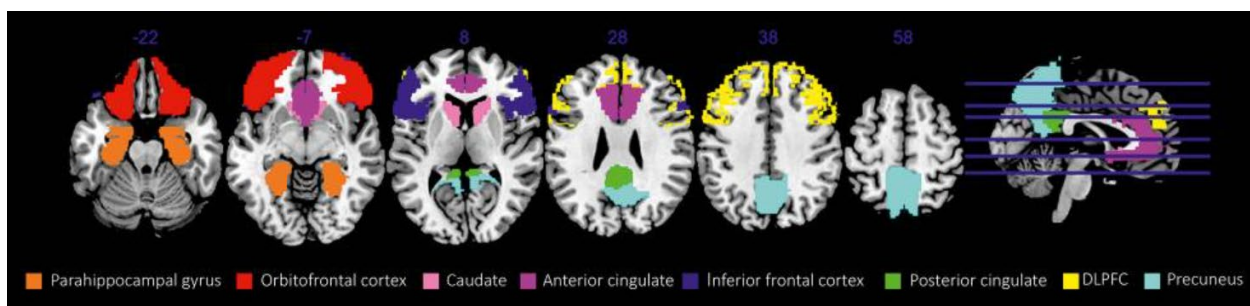 -22 -7 8 28 38 58
Parahippocampal gyrus Orbitofrontal cortex Caudate Anterior cingulate Inferior frontal cortex Posterior cingulate DLPFC Precuneus